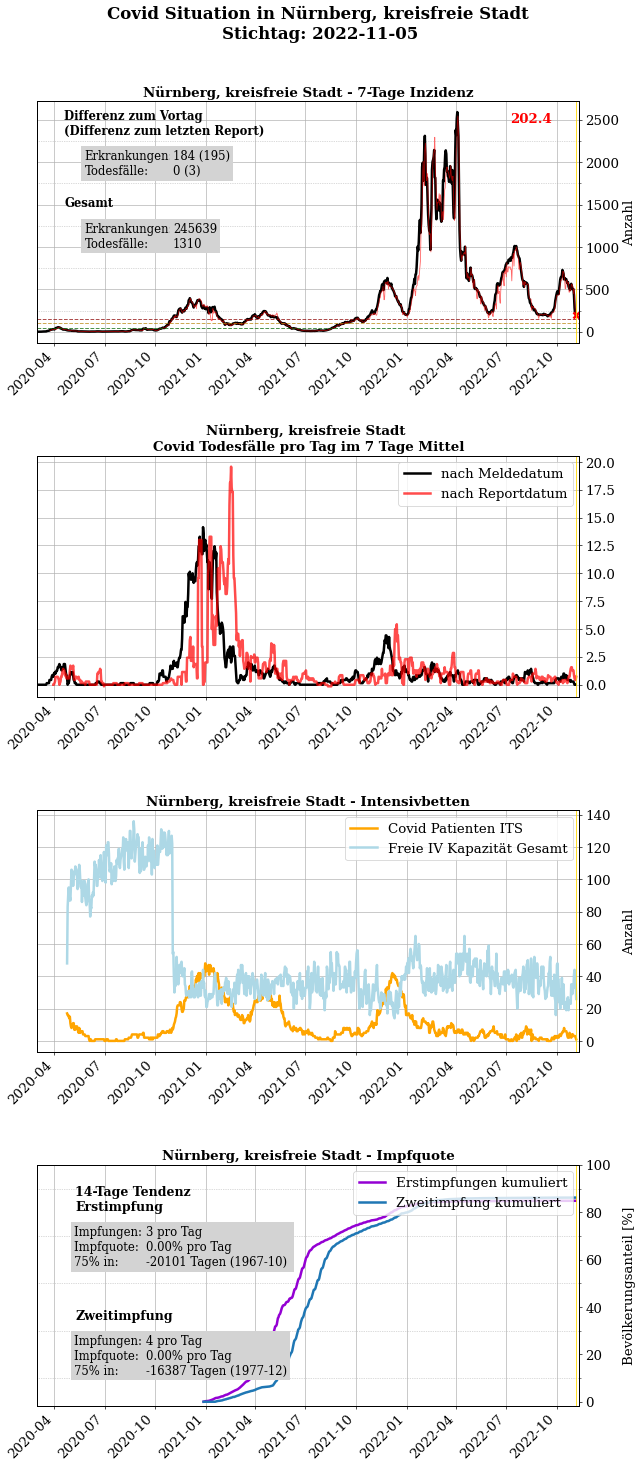 Covid Situation in Nürnberg, kreisfreie Stadt
Stichtag: 2022-11-05
Nürnberg, kreisfreie Stadt - 7-Tage Inzidenz
Differenz zum Vortag
(Differenz zum letzten Report)
Erkrankungen 184 (195)
Todesfälle: 0 (3)
Gesamt
Erkrankungen 245639
Todesfälle: 1310
202.4
2500
2000
1500
1000
500
0
Anzahl
2020-04
2020-07
2020-10
2021-01
2021-04
2021-07
2021-10
2022-01
2022-04
2022-07
2022-10
Nürnberg, kreisfreie Stadt
Covid Todesfälle pro Tag im 7 Tage Mittel
nach Meldedatum
nach Reportdatum
20.0
17.5
15.0
12.5
10.0
7.5
5.0
2.5
0.0
2020-04
2020-07
2020-10
2021-01
2021-04
2021-07
2021-10
2022-01
2022-04
2022-07
2022-10
Nürnberg, kreisfreie Stadt - Intensivbetten
Covid Patienten ITS
Freie IV Kapazität Gesamt
140
120
100
80
60
40
20
0
Anzahl
2020-04
2020-07
2020-10
2021-01
2021-04
2021-07
2021-10
2022-01
2022-04
2022-07
2022-10
Nürnberg, kreisfreie Stadt - Impfquote
14-Tage Tendenz
Erstimpfung
Impfungen: 3 pro Tag
Impfquote: 0.00% pro Tag
75% in: -20101 Tagen (1967-10)
Zweitimpfung
Impfungen: 4 pro Tag
Impfquote: 0.00% pro Tag
75% in: -16387 Tagen (1977-12)
Erstimpfungen kumuliert
Zweitimpfung kumuliert
100
80
60
40
20
0
Bevölkerungsanteil [%]
2020-04
2020-07
2020-10
2021-01
2021-04
2021-07
2021-10
2022-01
2022-04
2022-07
2022-10